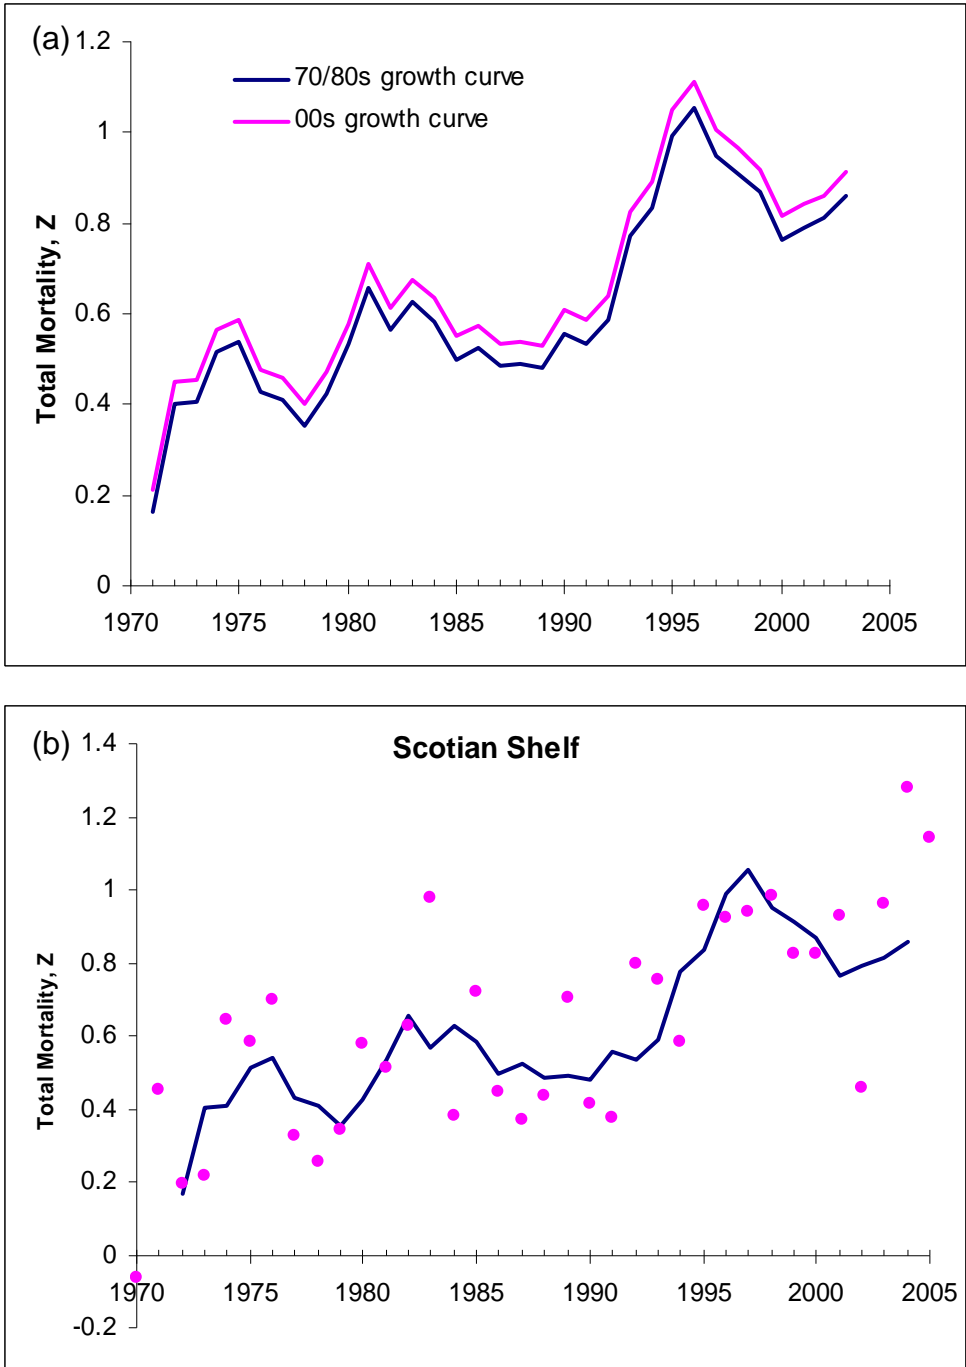 (a)
1.2
70/80s growth curve
00s growth curve
1
0.8
0.6
0.4
0.2
0
Total Mortality, Z
1970 1975 1980 1985 1990 1995 2000 2005
(b)
Scotian Shelf
1.4
1.2
1
0.8
0.6
0.4
0.2
0
-0.2
Total Mortality, Z
1970 1975 1980 1985 1990 1995 2000 2005